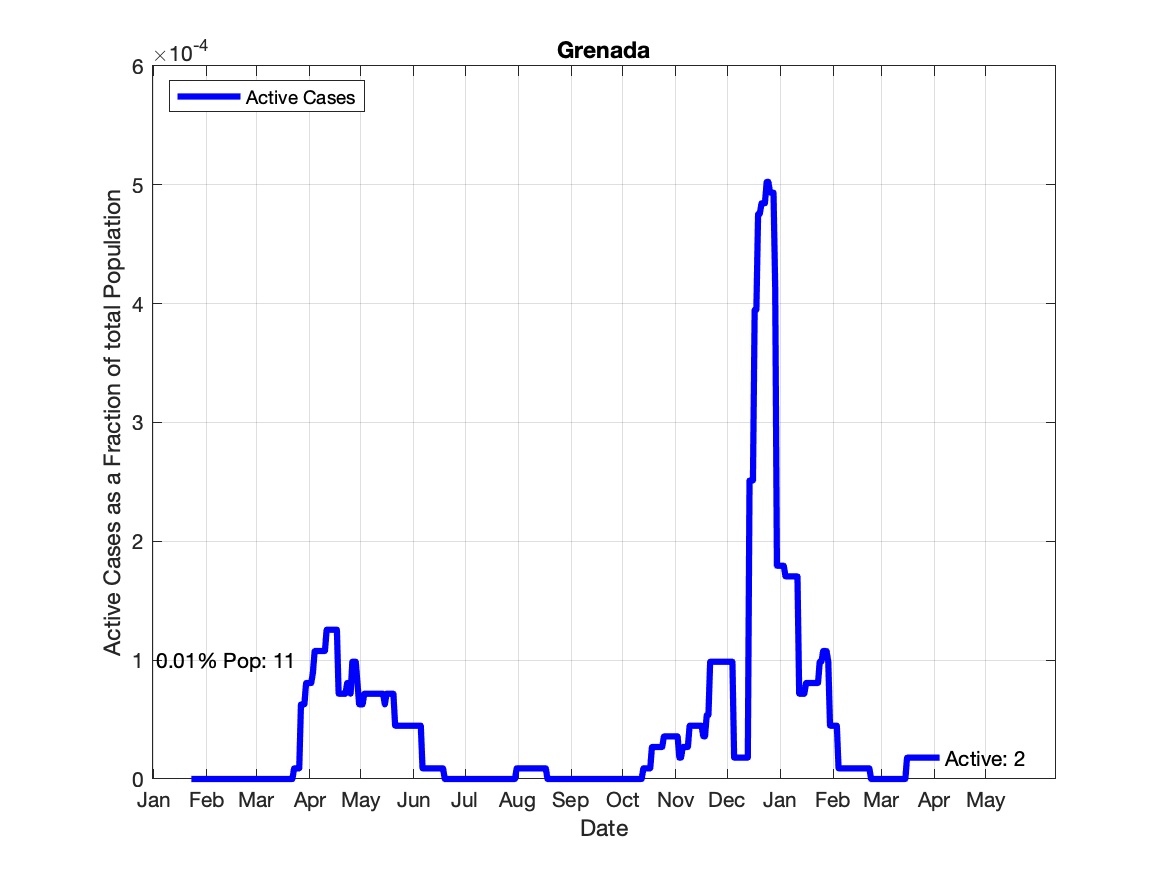 Grenada
×10-4
Active Cases
6
5
4
3
2
1
0
Active Cases as a Fraction of total Population
0.01% Pop: 11
Active: 2
Jan Feb Mar Apr May Jun Jul Aug Sep Oct Nov Dec Jan Feb Mar Apr May
Date